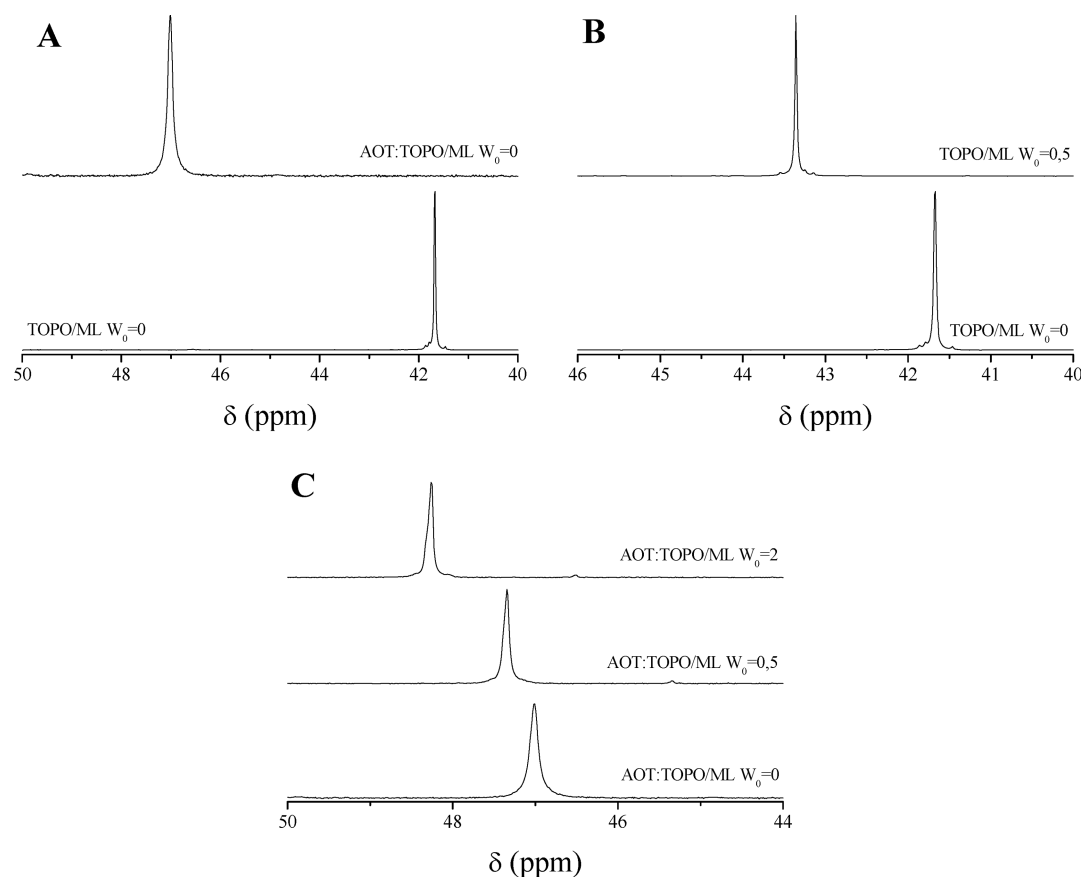 A
AOT:TOPO/ML W₀=0
TOPO/ML W₀=0
50 48 46 44 42 40
δ (ppm)
B
TOPO/ML W₀=0,5
TOPO/ML W₀=0
46 45 44 43 42 41 40
δ (ppm)
C
AOT:TOPO/ML W₀=2
AOT:TOPO/ML W₀=0,5
AOT:TOPO/ML W₀=0
50 48 46 44
δ (ppm)